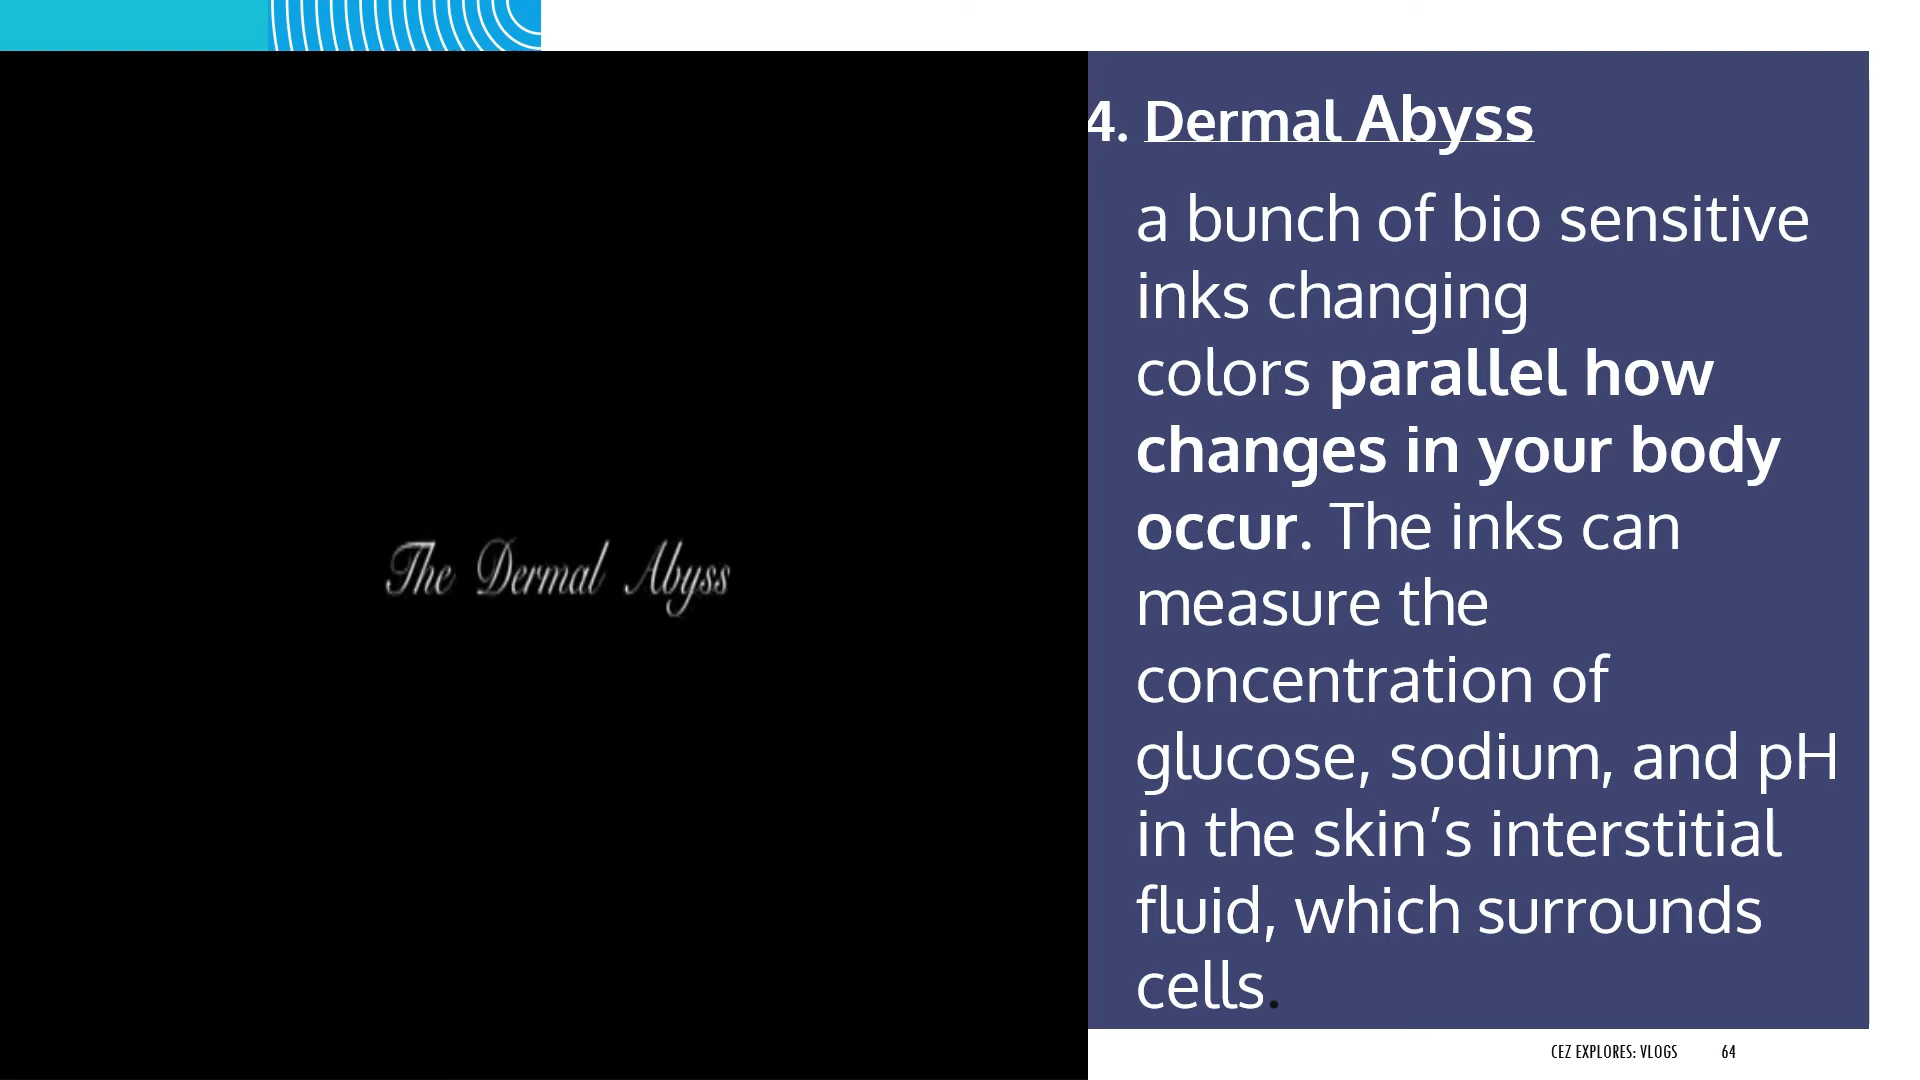 The Dermal Abyss
4. Dermal Abyss
a bunch of bio sensitive
inks changing
colors parallel how
changes in your body
occur. The inks can
measure the
concentration of
glucose, sodium, and pH
in the skin’s interstitial
fluid, which surrounds
cells.
CEZ EXPLORES: VLOGS 64